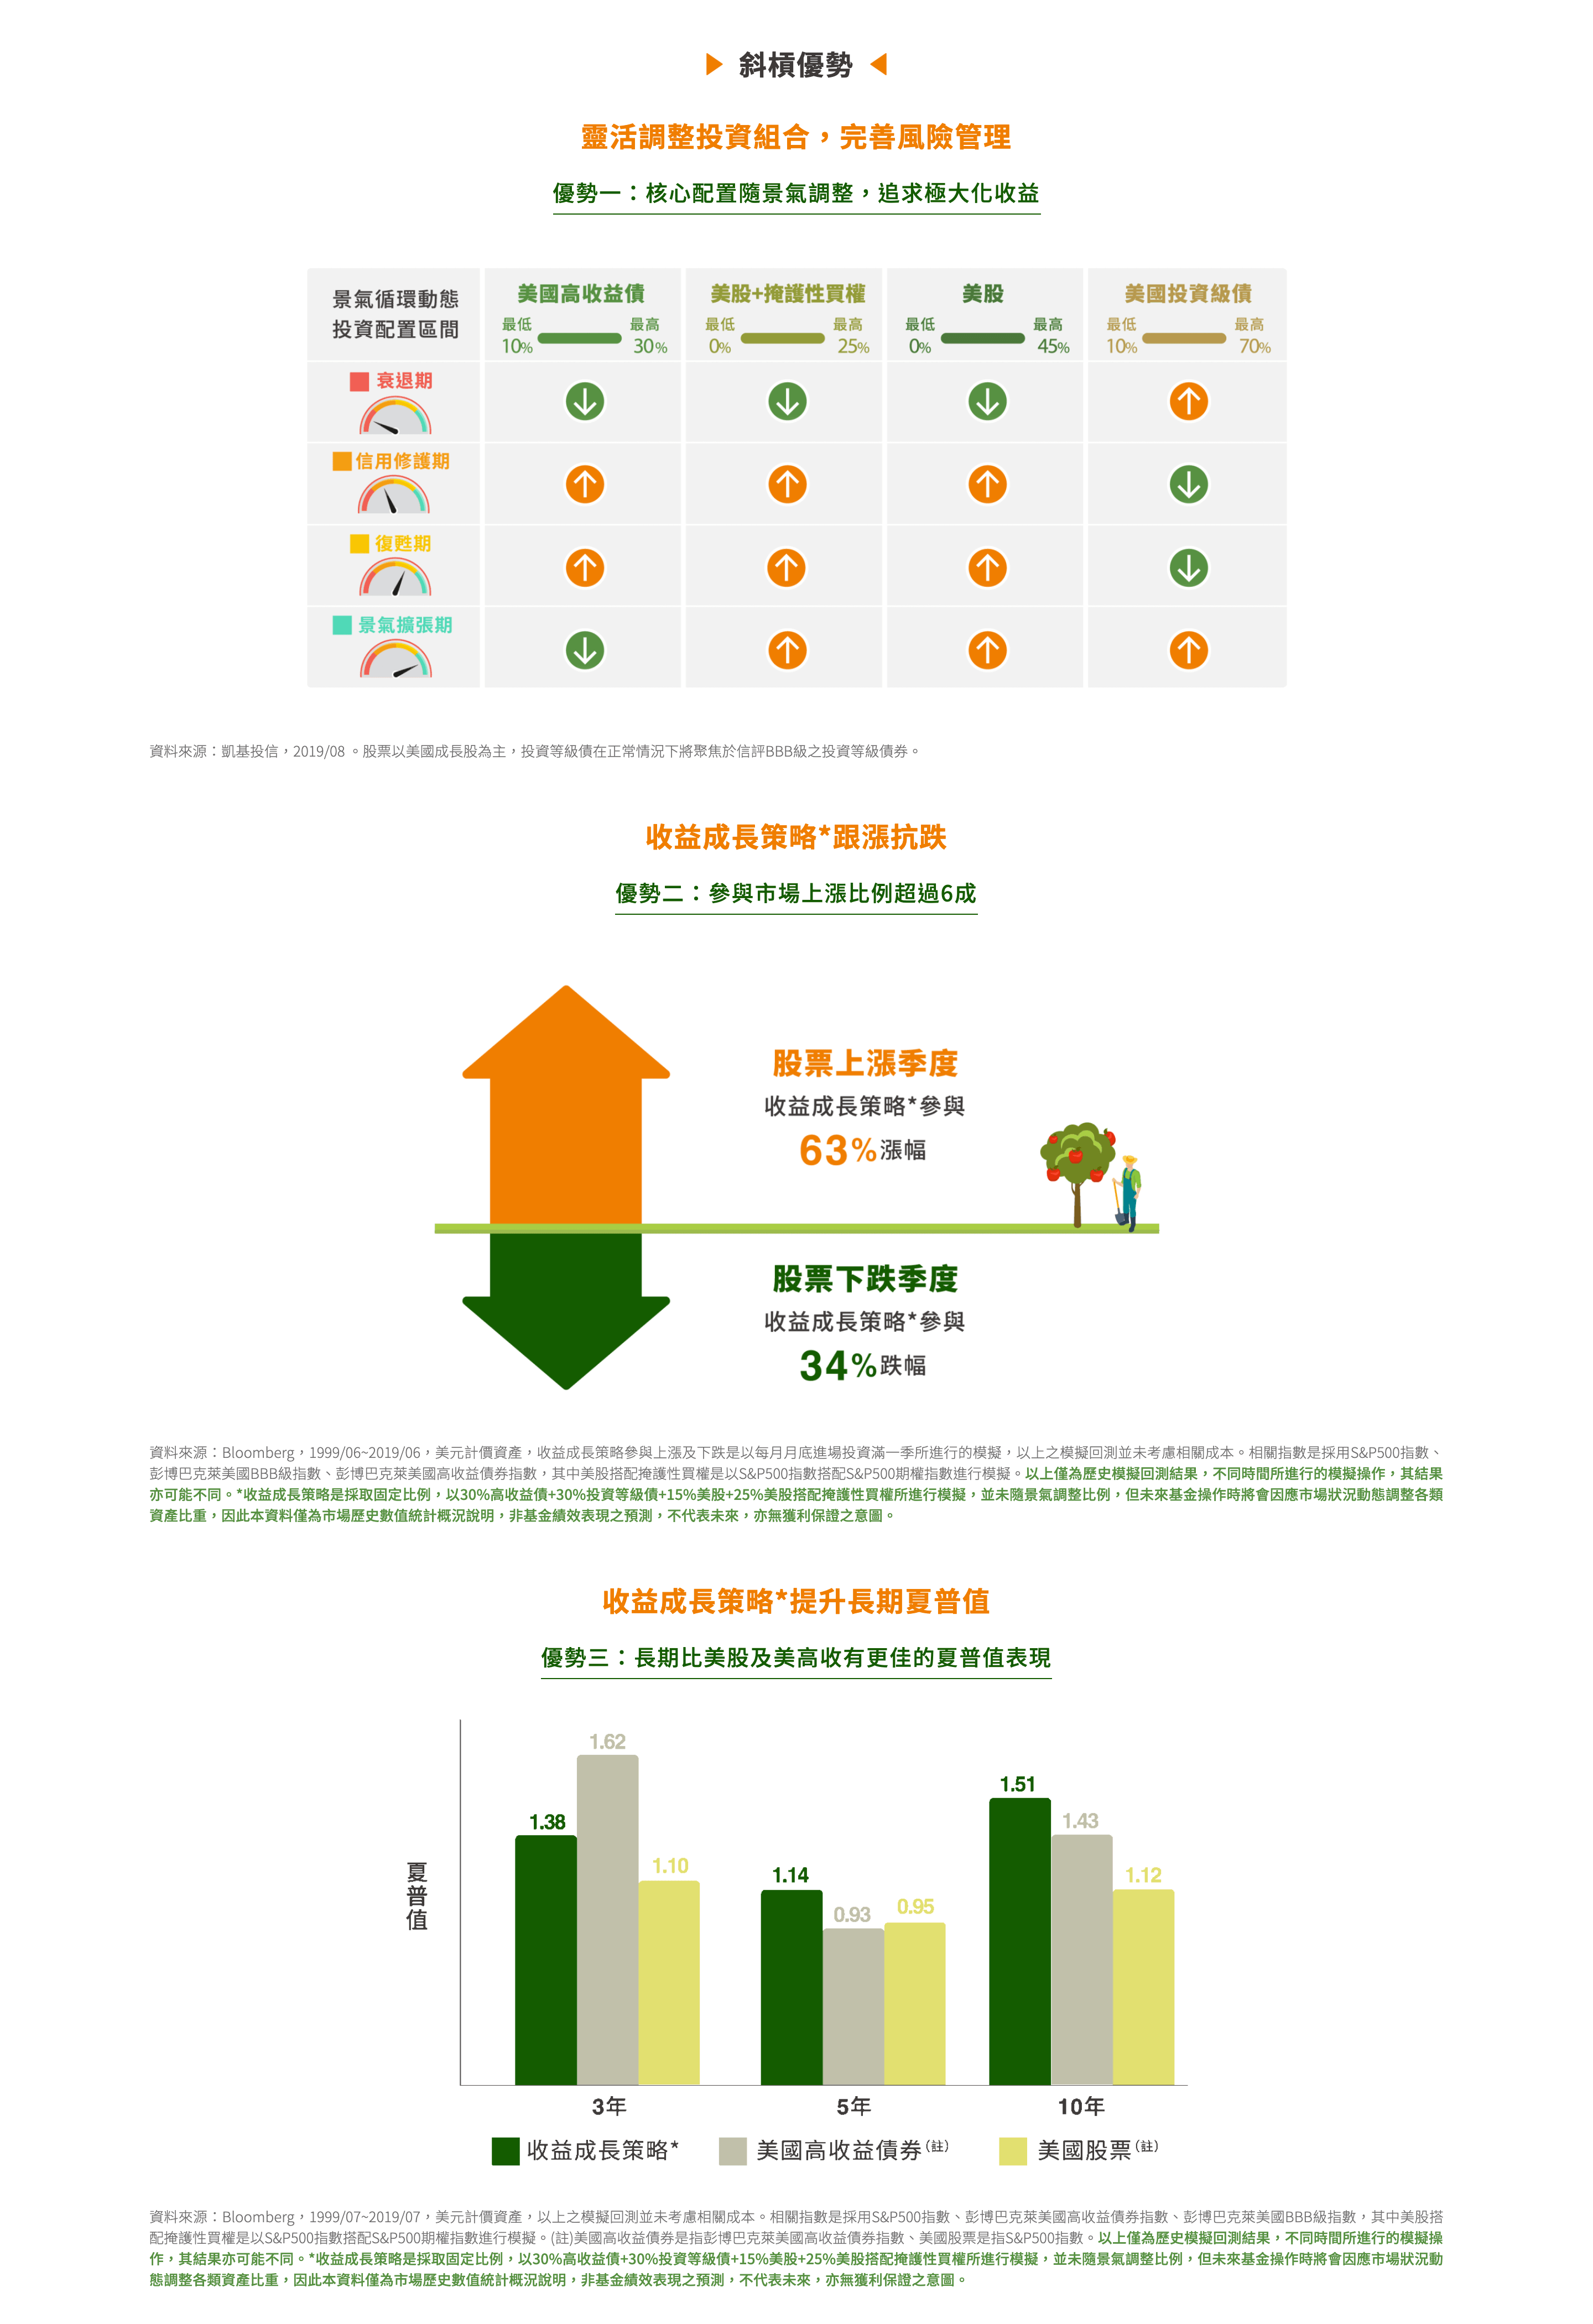 斜槓優勢
靈活調整投資組合，完善風險管理
優勢一：核心配置隨景氣調整，追求極大化收益
景氣循環動態
投資配置區間
美國高收益債
最低 最高
10% 30%
美股+掩護性買權
最低 最高
0% 25%
美股
最低 最高
0% 45%
美國投資級債
最低 最高
10% 70%
衰退期
信用修護期
復甦期
景氣擴張期
資料來源：凱基投信，2019/08 。股票以美國成長股為主，投資等級債在正常情況下將聚焦於信評BBB級之投資等級債券。
收益成長策略*跟漲抗跌
優勢二：參與市場上漲比例超過6成
股票上漲季度
收益成長策略*參與
63%漲幅
股票下跌季度
收益成長策略*參與
34%跌幅
資料來源：Bloomberg，1999/06~2019/06，美元計價資產，收益成長策略參與上漲及下跌是以每月月底進場投資滿一季所進行的模擬，以上之模擬回測並未考慮相關成本。相關指數是採用S&P500指數、
彭博巴克萊美國BBB級指數、彭博巴克萊美國高收益債券指數，其中美股搭配掩護性買權是以S&P500指數搭配S&P500期權指數進行模擬。以上僅為歷史模擬回測結果，不同時間所進行的模擬操作，其結果
亦可能不同。*收益成長策略是採取固定比例，以30%高收益債+30%投資等級債+15%美股+25%美股搭配掩護性買權所進行模擬，並未隨景氣調整比例，但未來基金操作時將會因應市場狀況動態調整各類
資產比重，因此本資料僅為市場歷史數值統計概況說明，非基金績效表現之預測，不代表未來，亦無獲利保證之意圖。
收益成長策略*提升長期夏普值
優勢三：長期比美股及美高收有更佳的夏普值表現
夏普值
1.38
1.62
1.10
1.14
0.93
0.95
1.51
1.43
1.12
3年
5年
10年
收益成長策略*
美國高收益債券(註)
美國股票(註)
資料來源：Bloomberg，1999/07~2019/07，美元計價資產，以上之模擬回測並未考慮相關成本。相關指數是採用S&P500指數、彭博巴克萊美國高收益債券指數、彭博巴克萊美國BBB級指數，其中美股搭
配掩護性買權是以S&P500指數搭配S&P500期權指數進行模擬。(註)美國高收益債券是指彭博巴克萊美國高收益債券指數、美國股票是指S&P500指數。以上僅為歷史模擬回測結果，不同時間所進行的模擬操
作，其結果亦可能不同。*收益成長策略是採取固定比例，以30%高收益債+30%投資等級債+15%美股+25%美股搭配掩護性買權所進行模擬，並未隨景氣調整比例，但未來基金操作時將會因應市場狀況動
態調整各類資產比重，因此本資料僅為市場歷史數值統計概況說明，非基金績效表現之預測，不代表未來，亦無獲利保證之意圖。